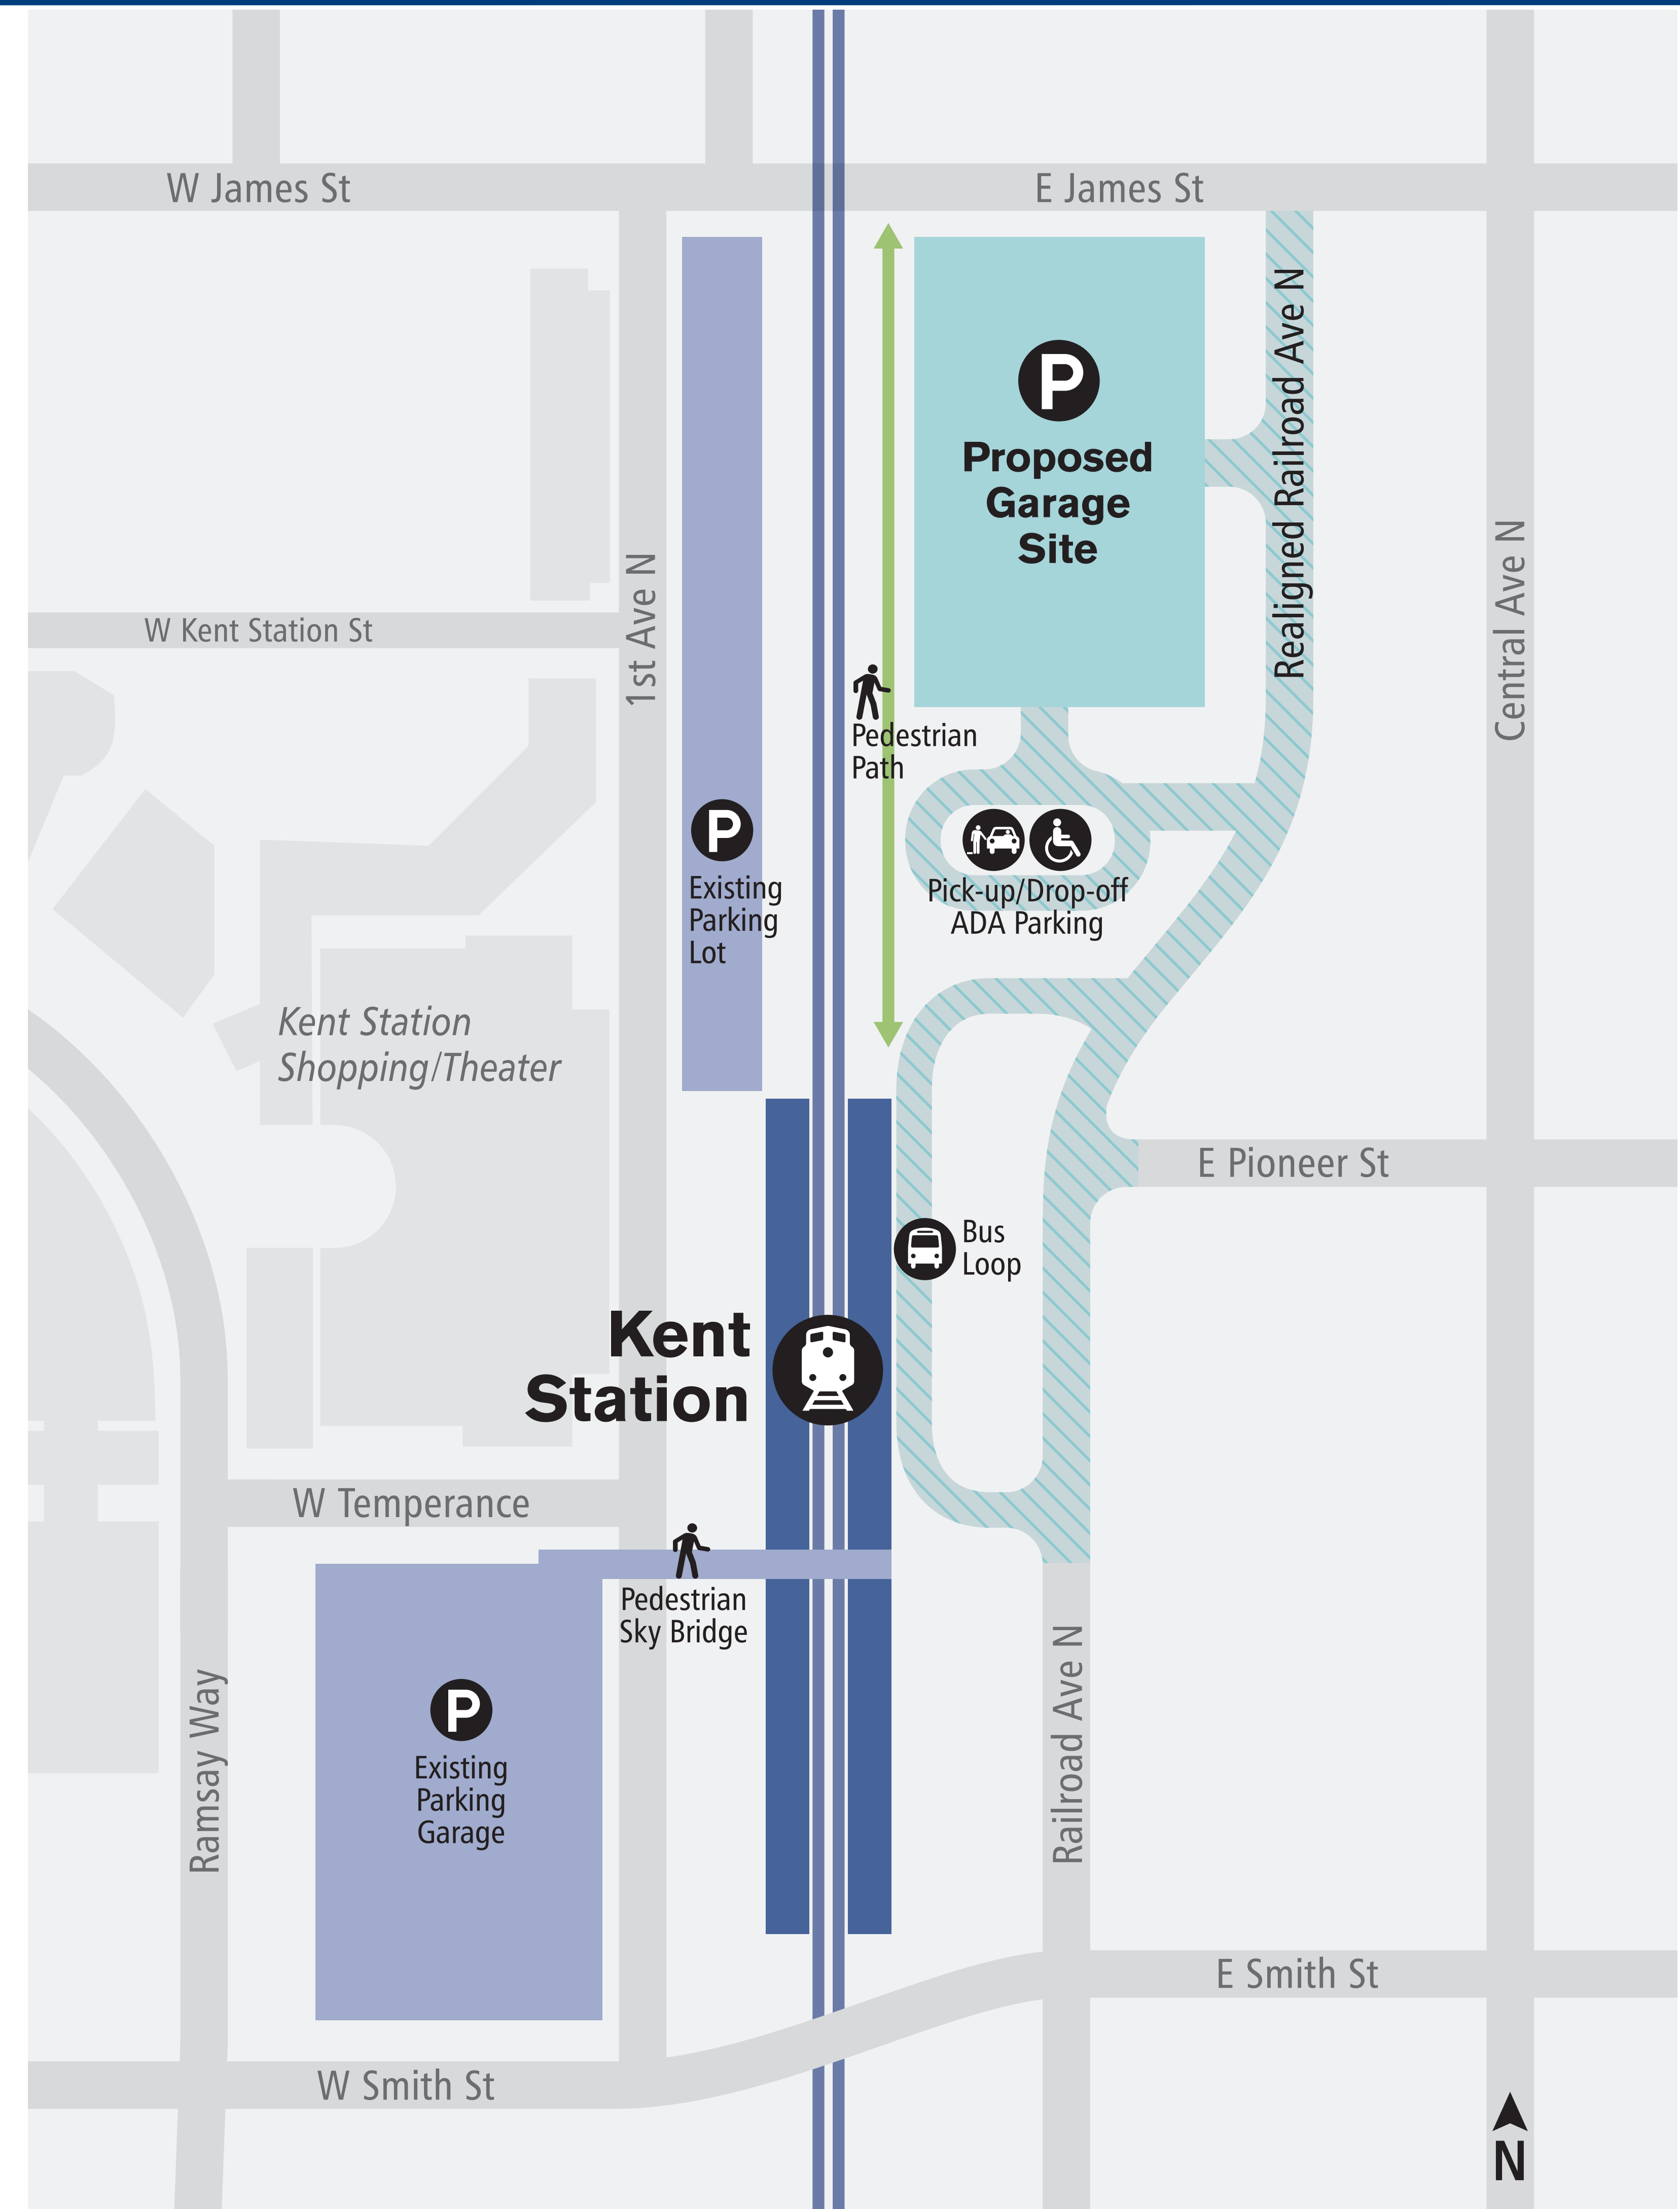 W James St
E James St
P
Proposed
Garage
Site
Realigned Railroad Ave N
Central Ave N
1st Ave N
W Kent Station St
Pedestrian
Path
P
Existing
Parking
Lot
Pick-up/Drop-off
ADA Parking
Kent Station
Shopping/Theater
E Pioneer St
Bus
Loop
Kent
Station
W Temperance
Pedestrian
Sky Bridge
P
Existing
Parking
Garage
Ramsay Way
Railroad Ave N
E Smith St
W Smith St
N